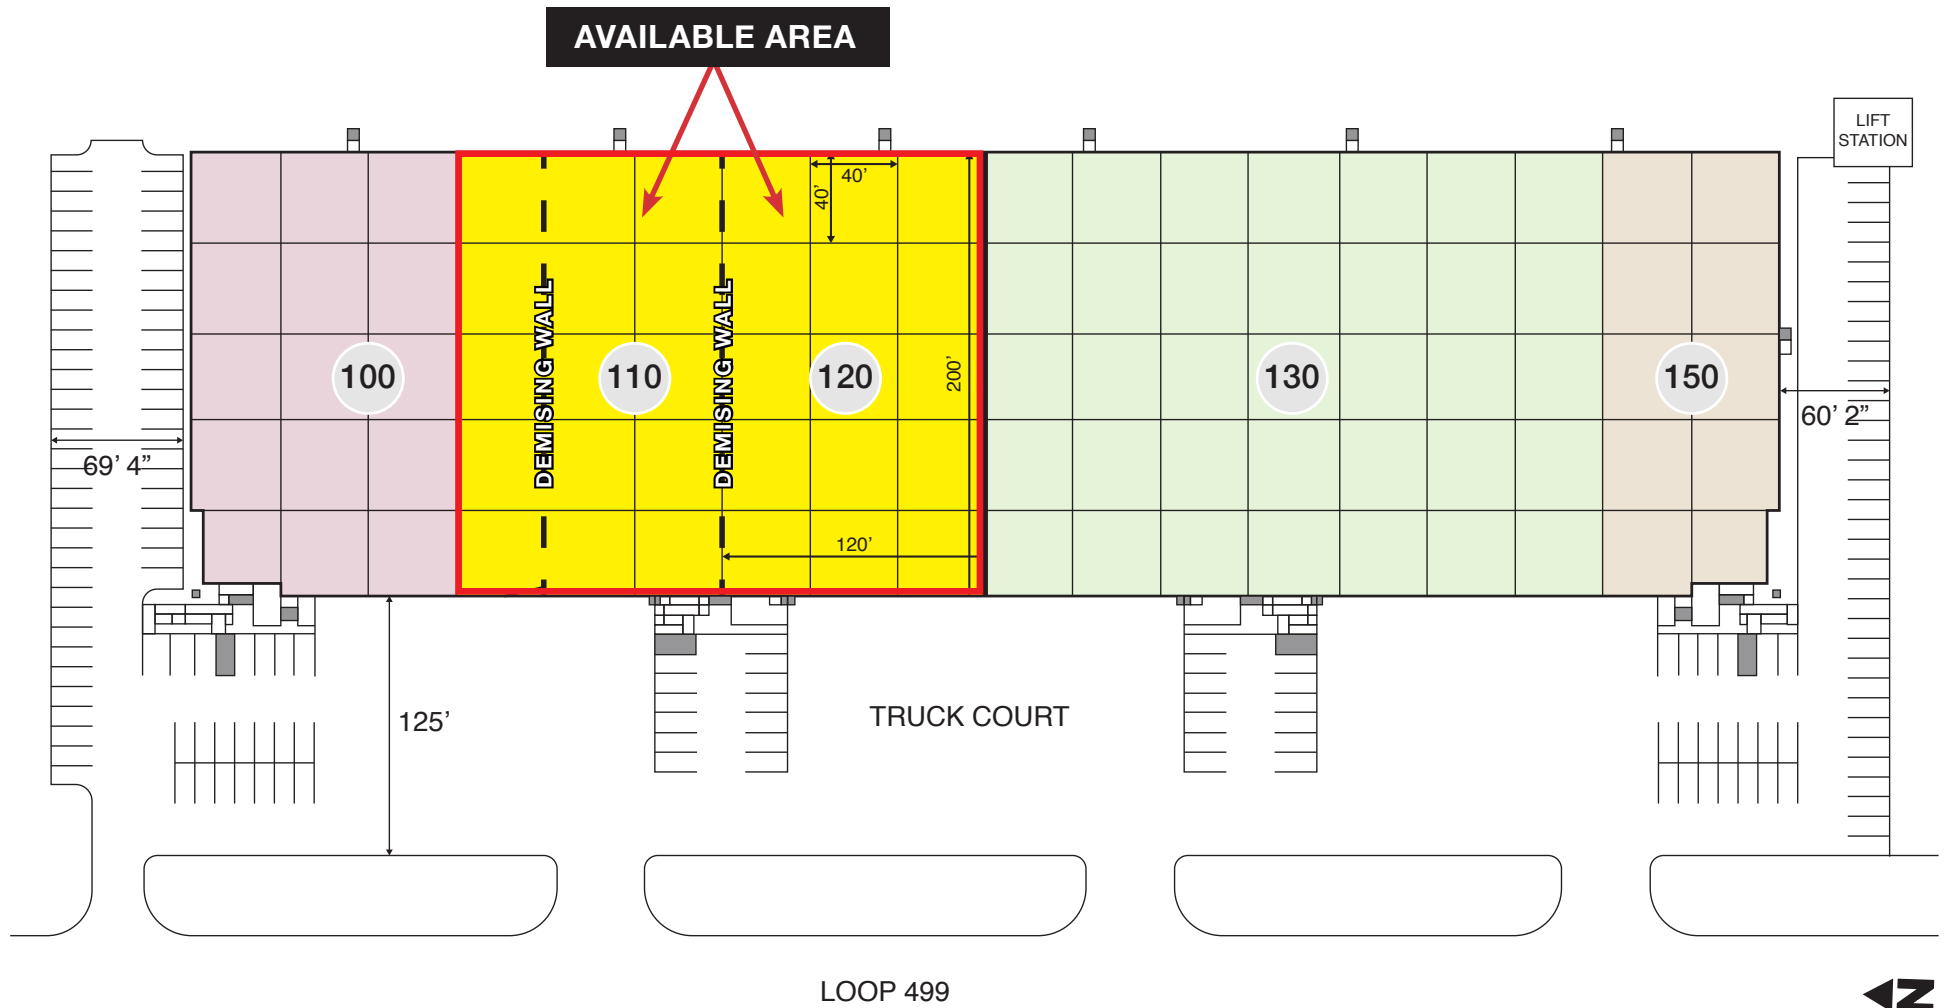 AVAILABLE AREA
LIFT
STATION
40’
40’
DEMISING WALL
DEMISING WALL
200’
100
110
120
130
150
69’ 4”
60’ 2”
120’
125’
TRUCK COURT
LOOP 499
N